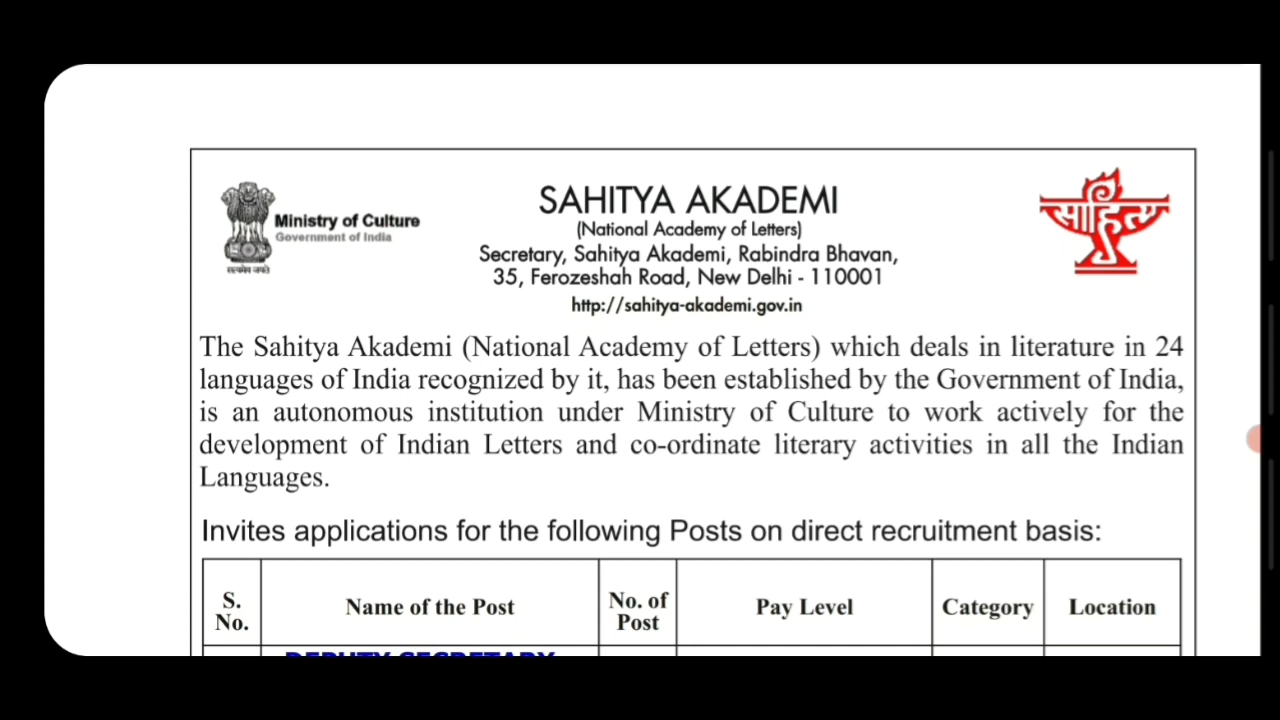 SAHITYA AKADEMI
(National Academy of Letters)
Secretary, Sahitya Akademi, Rabindra Bhavan,
35, Ferozeshah Road, New Delhi - 110001
http://sahitya-akademi.gov.in
Ministry of Culture
Government of India
सत्यमेव जयते
साहित्य
The Sahitya Akademi (National Academy of Letters) which deals in literature in 24
languages of India recognized by it, has been established by the Government of India,
is an autonomous institution under Ministry of Culture to work actively for the
development of Indian Letters and co-ordinate literary activities in all the Indian
Languages.
Invites applications for the following Posts on direct recruitment basis:
S. No.
Name of the Post
No. of Post
Pay Level
Category
Location
DEPUTY SECRETARY